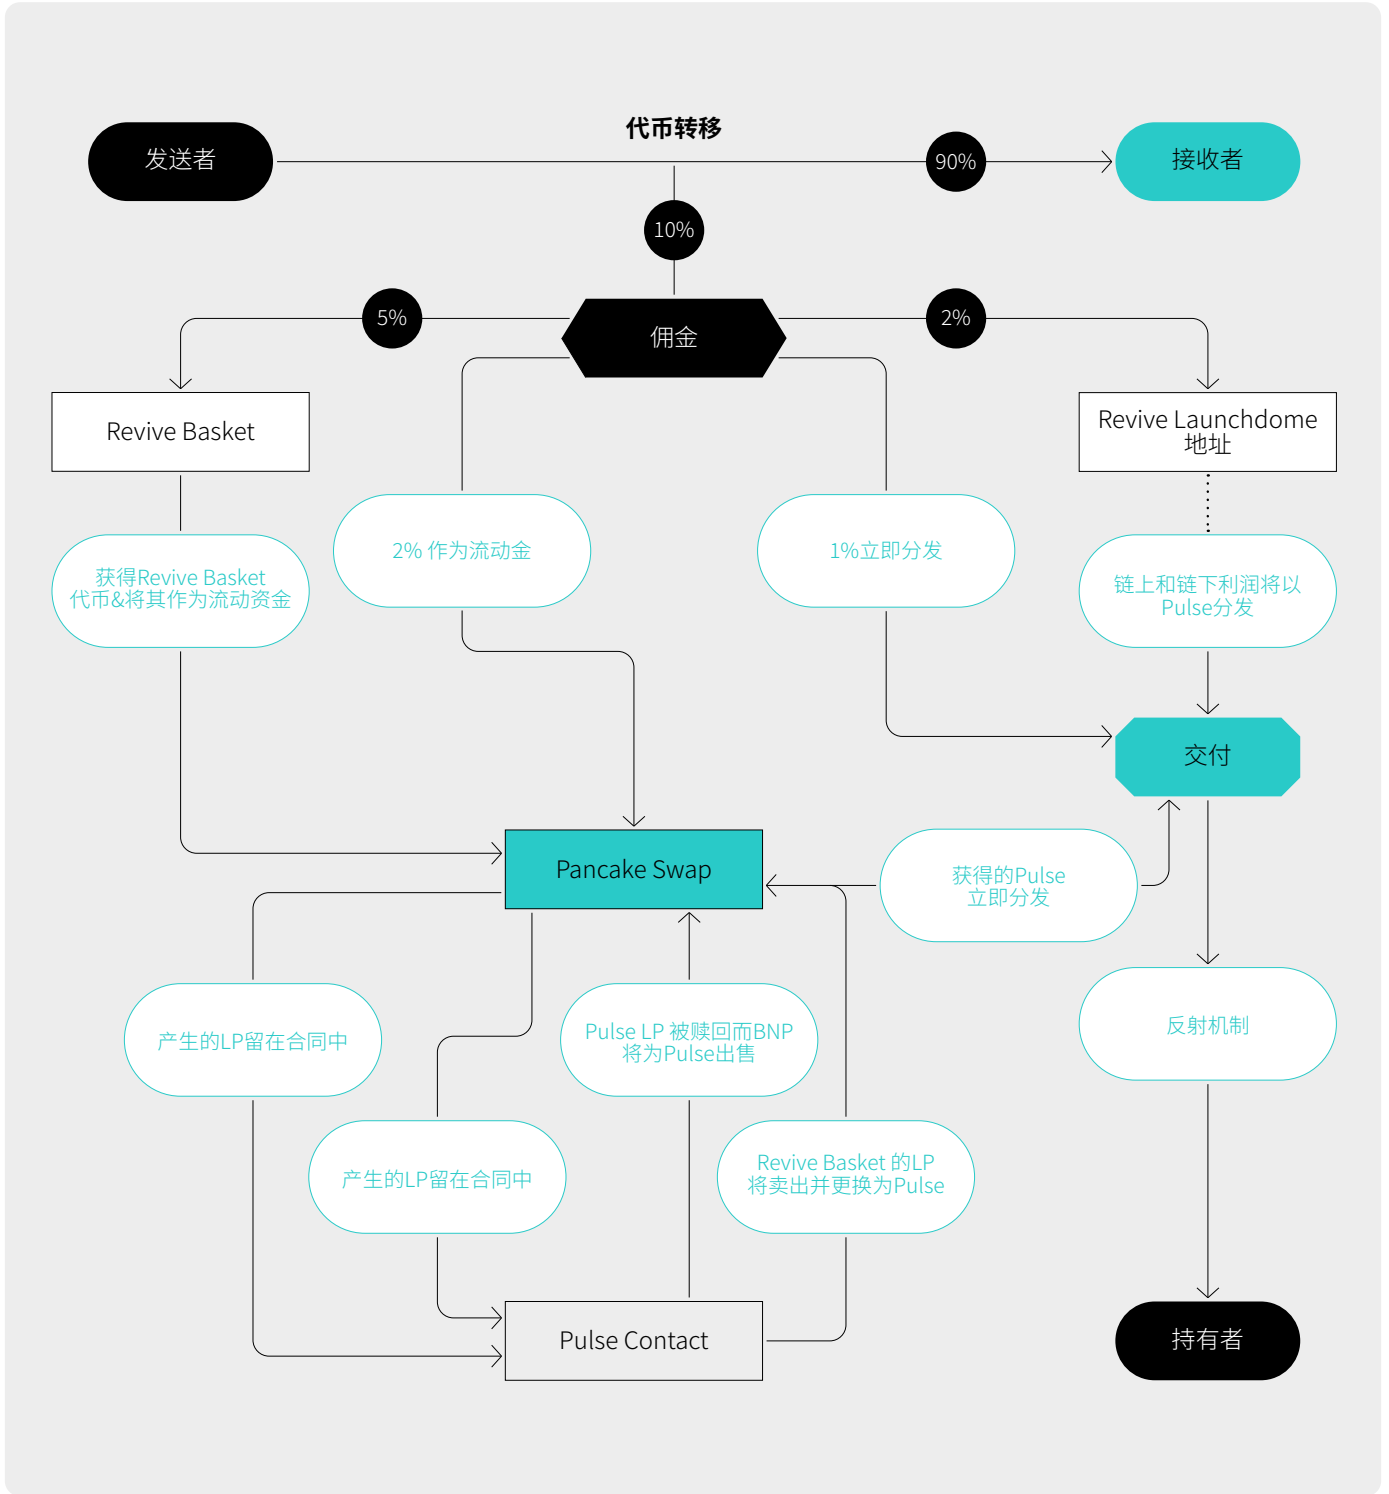 代币转移
发送者
90%
接收者
10%
5%
佣金
2%
Revive Basket
Revive Launchdome
地址
2% 作为流动金
1%立即分发
获得Revive Basket
代币&将其作为流动资金
链上和链下利润将以
Pulse分发
交付
Pancake Swap
获得的Pulse
立即分发
产生的LP留在合同中
Pulse LP 被赎回而BNP
将为Pulse出售
反射机制
产生的LP留在合同中
Revive Basket 的LP
将卖出并更换为Pulse
Pulse Contact
持有者